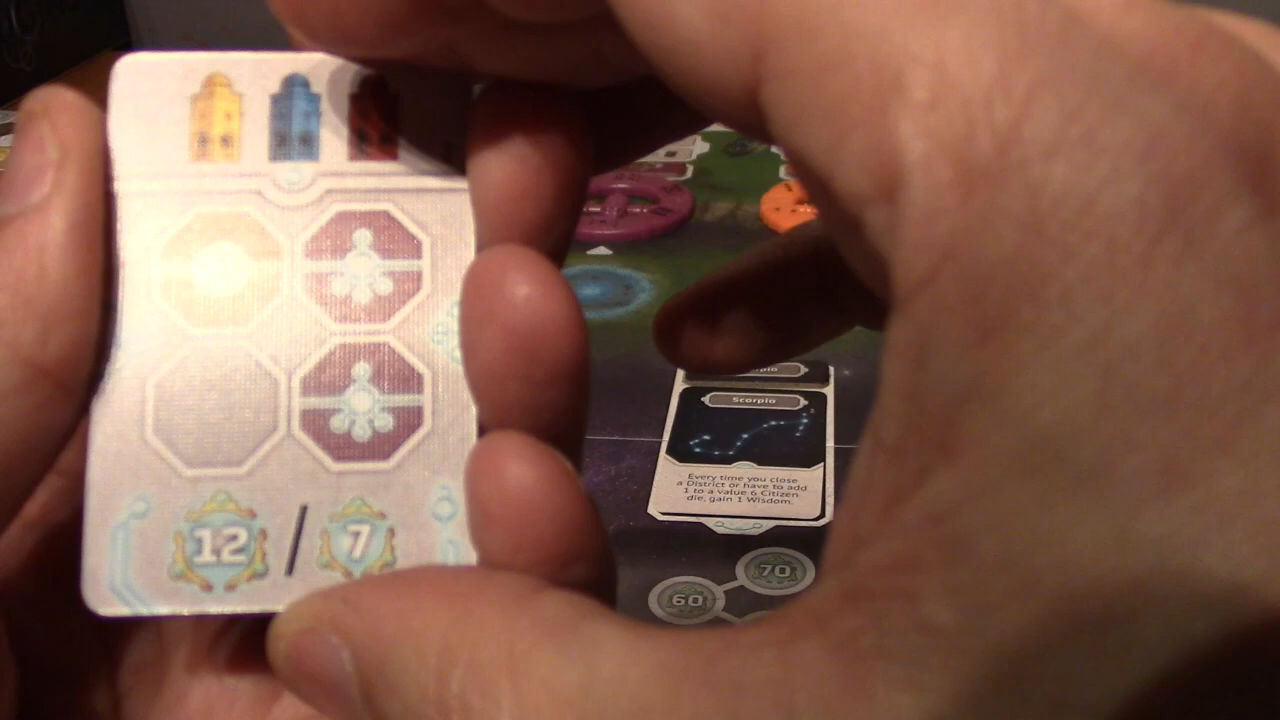 12 / 7
Scorpio
Every time you close
a District or have to add
1 to a value 6 Citizen
die, gain 1 Wisdom.
70
60